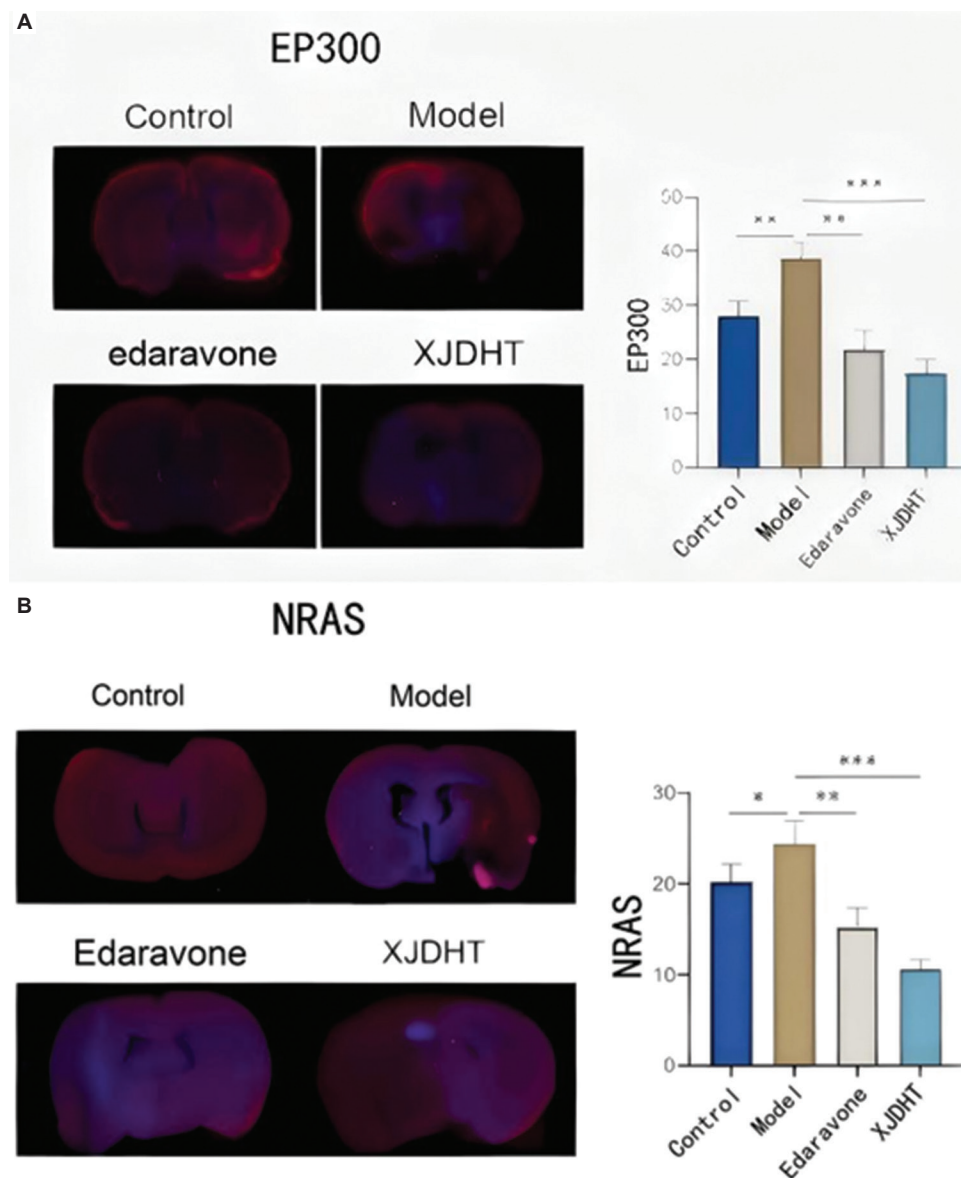 A
EP300
Control
Model
edaravone
XJDHT
***
** **
50
40
30
20
10
0
EP300
Control
Model
Edaravone
XJDHT
B
NRAS
Control
Model
Edaravone
XJDHT
***
* **
30
20
10
0
NRAS
Control
Model
Edaravone
XJDHT